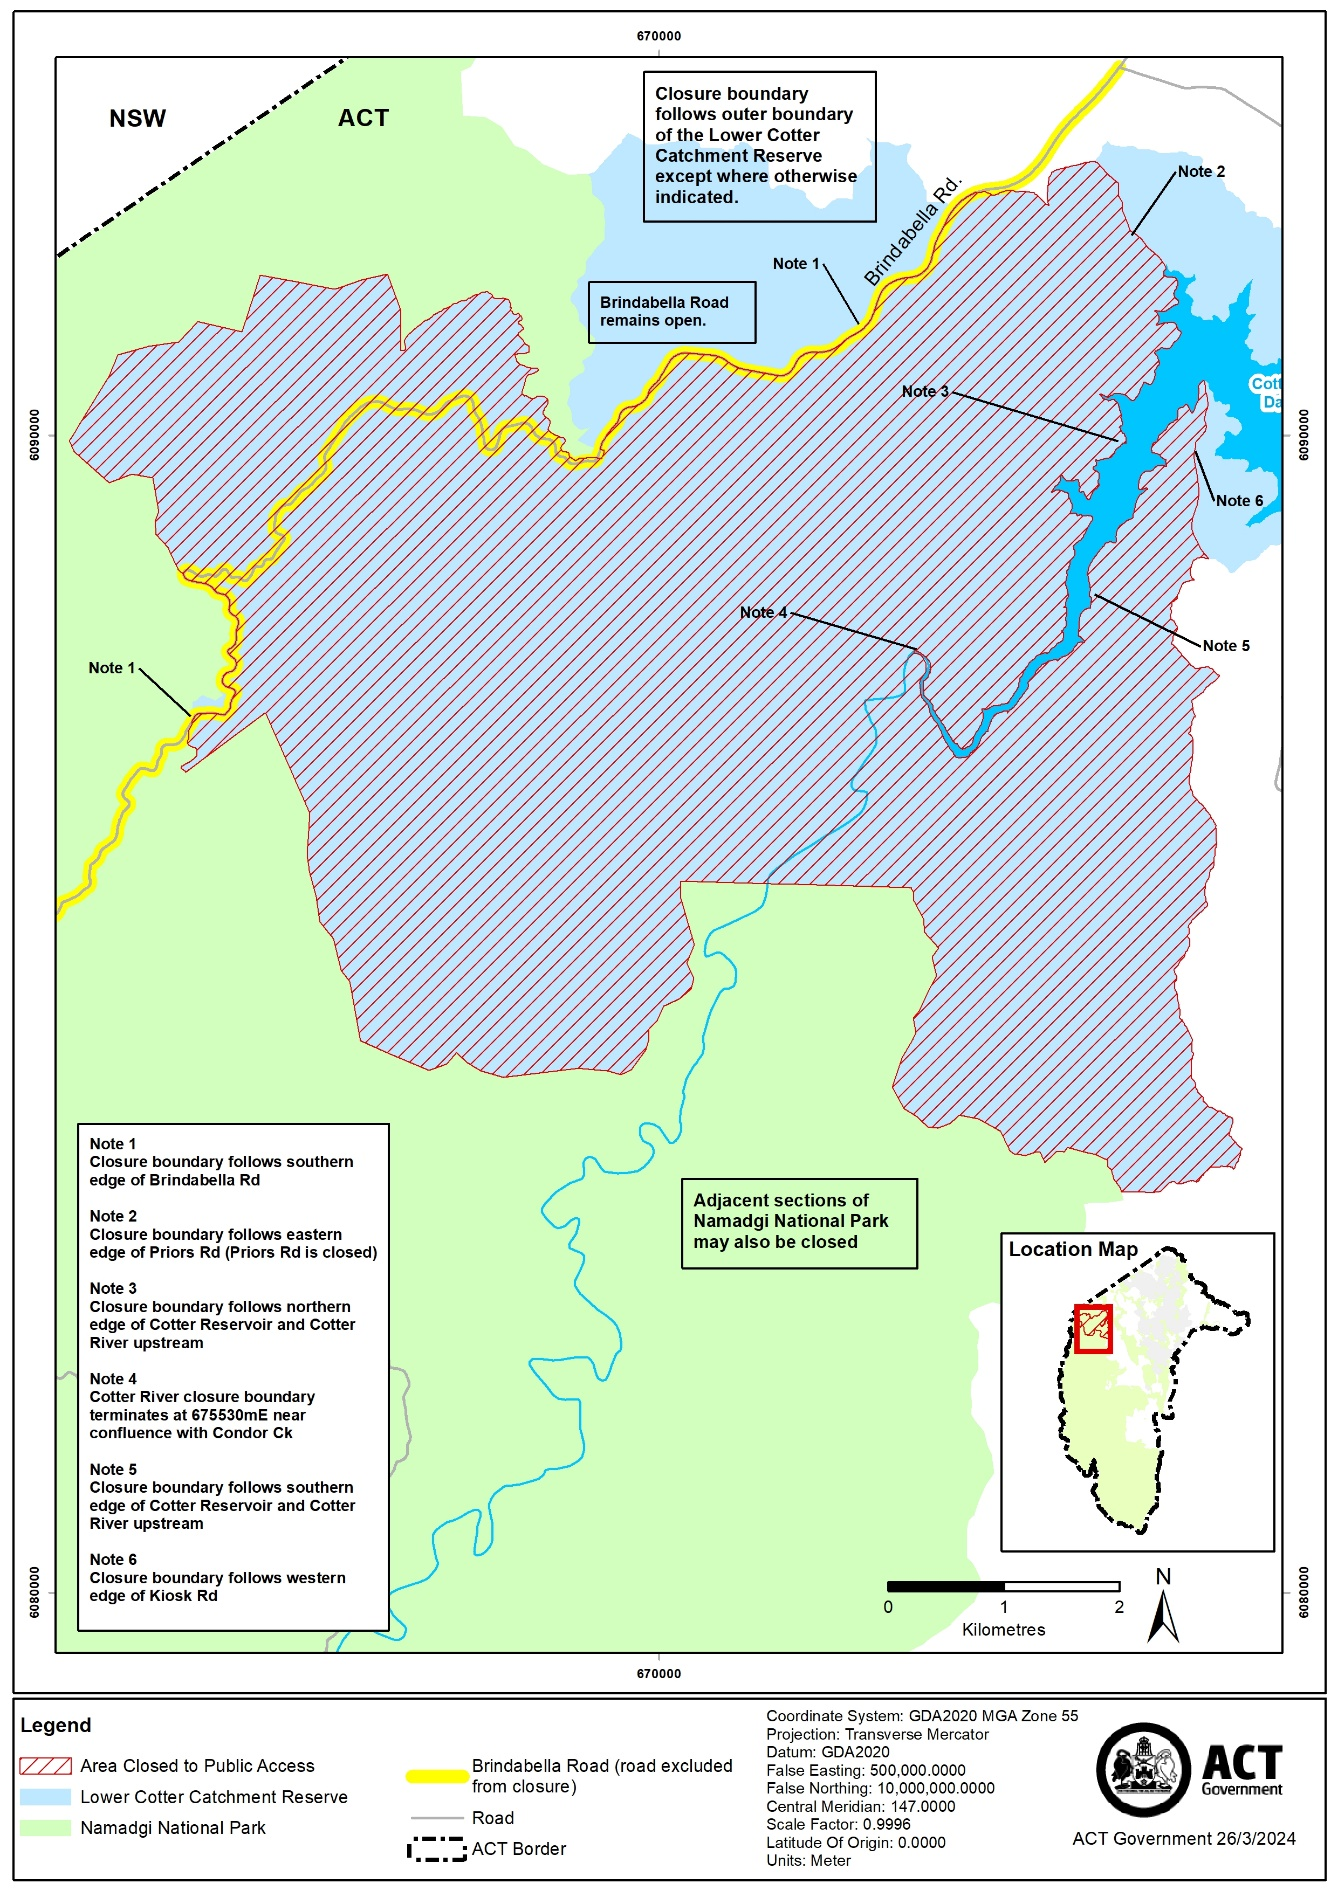 670000
NSW
ACT
Closure boundary
follows outer boundary
of the Lower Cotter
Catchment Reserve
except where otherwise
indicated.
Note 2
Brindabella Rd.
Note 1
Brindabella Road
remains open.
Note 3
Cott
Da
6090000
6090000
Note 6
Note 4
Note 5
Note 1
Note 1
Closure boundary follows southern
edge of Brindabella Rd
Note 2
Closure boundary follows eastern
edge of Priors Rd (Priors Rd is closed)
Note 3
Closure boundary follows northern
edge of Cotter Reservoir and Cotter
River upstream
Note 4
Cotter River closure boundary
terminates at 675530mE near
confluence with Condor Ck
Note 5
Closure boundary follows southern
edge of Cotter Reservoir and Cotter
River upstream
Note 6
Closure boundary follows western
edge of Kiosk Rd
Adjacent sections of
Namadgi National Park
may also be closed
Location Map
6080000
6080000
0 1 2
Kilometres
N
670000
Legend
Area Closed to Public Access
Lower Cotter Catchment Reserve
Namadgi National Park
Brindabella Road (road excluded
from closure)
Road
ACT Border
Coordinate System: GDA2020 MGA Zone 55
Projection: Transverse Mercator
Datum: GDA2020
False Easting: 500,000.0000
False Northing: 10,000,000.0000
Central Meridian: 147.0000
Scale Factor: 0.9996
Latitude Of Origin: 0.0000
Units: Meter
ACT
Government
ACT Government 26/3/2024